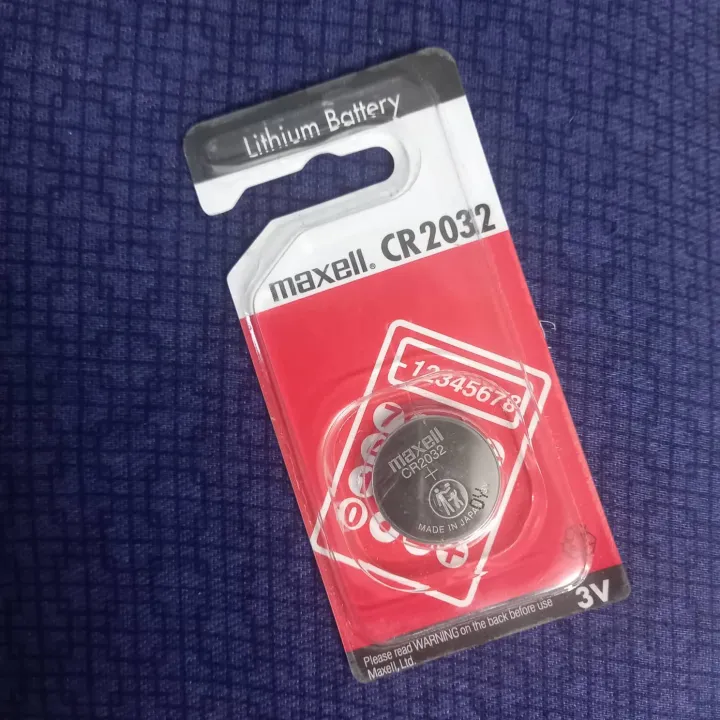 Lithium Battery
maxell. CR2032
-12345678
maxell
CR2032
+
MADE IN JAPAN
0Y
3V
Please read WARNING on the back before use
Maxell, Ltd.